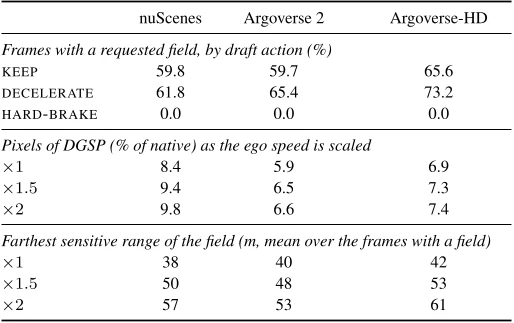 nuScenes Argoverse 2 Argoverse-HD
Frames with a requested field, by draft action (%)
KEEP 59.8 59.7 65.6
DECELERATE 61.8 65.4 73.2
HARD-BRAKE 0.0 0.0 0.0
Pixels of DGSP (% of native) as the ego speed is scaled
×1 8.4 5.9 6.9
×1.5 9.4 6.5 7.3
×2 9.8 6.6 7.4
Farthest sensitive range of the field (m, mean over the frames with a field)
×1 38 40 42
×1.5 50 48 53
×2 57 53 61